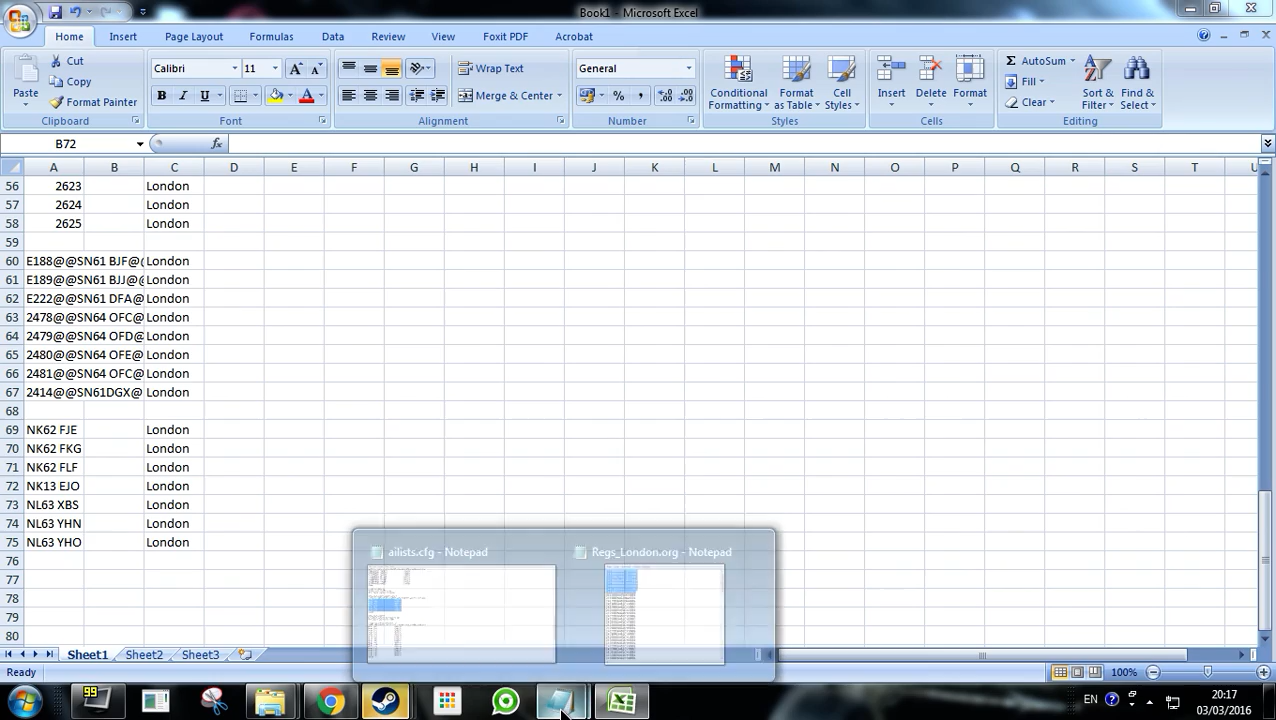 Book1 - Microsoft Excel
Home Insert Page Layout Formulas Data Review View Foxit PDF Acrobat
Paste Cut Copy Format Painter Clipboard
Calibri 11 B I U Font
Wrap Text Merge & Center Alignment
General % , Number
Conditional Formatting Format as Table Cell Styles Styles
Insert Delete Format Cells
AutoSum Fill Clear Sort & Filter Find & Select Editing
B72 fx
A B C D E F G H I J K L M N O P Q R S T U
56 2623 London
57 2624 London
58 2625 London
59
60 E188@@SN61 BJF@ London
61 E189@@SN61 BJJ@@ London
62 E222@@SN61 DFA@ London
63 2478@@SN64 OFC@ London
64 2479@@SN64 OFD@ London
65 2480@@SN64 OFE@ London
66 2481@@SN64 OFC@ London
67 2414@@SN61DGX@ London
68
69 NK62 FJE London
70 NK62 FKG London
71 NK62 FLF London
72 NK13 EJO London
73 NL63 XBS London
74 NL63 YHN London
75 NL63 YHO London
76
77
78
79
80
ailists.cfg - Notepad Regs_London.org - Notepad
Sheet1 Sheet2 Sheet3
Ready 100%
99 EN 20:17
03/03/2016